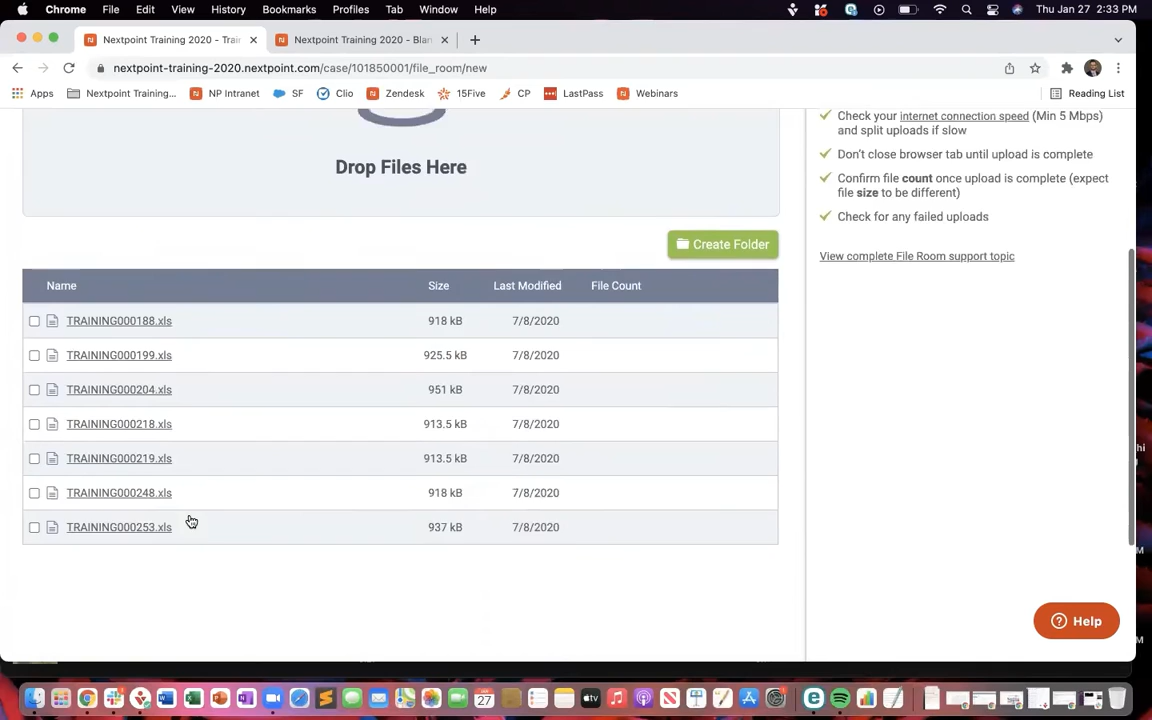 Chrome File Edit View History Bookmarks Profiles Tab Window Help Thu Jan 27 2:33 PM
Nextpoint Training 2020 - Trai Nextpoint Training 2020 - Blan
nextpoint-training-2020.nextpoint.com/case/101850001/file_room/new
Apps Nextpoint Training... NP Intranet SF Clio Zendesk 15Five CP LastPass Webinars Reading List
Drop Files Here
Create Folder
Name Size Last Modified File Count
TRAINING000188.xls 918 kB 7/8/2020
TRAINING000199.xls 925.5 kB 7/8/2020
TRAINING000204.xls 951 kB 7/8/2020
TRAINING000218.xls 913.5 kB 7/8/2020
TRAINING000219.xls 913.5 kB 7/8/2020
TRAINING000248.xls 918 kB 7/8/2020
TRAINING000253.xls 937 kB 7/8/2020
Check your internet connection speed (Min 5 Mbps)
and split uploads if slow
Don't close browser tab until upload is complete
Confirm file count once upload is complete (expect
file size to be different)
Check for any failed uploads
View complete File Room support topic
Help